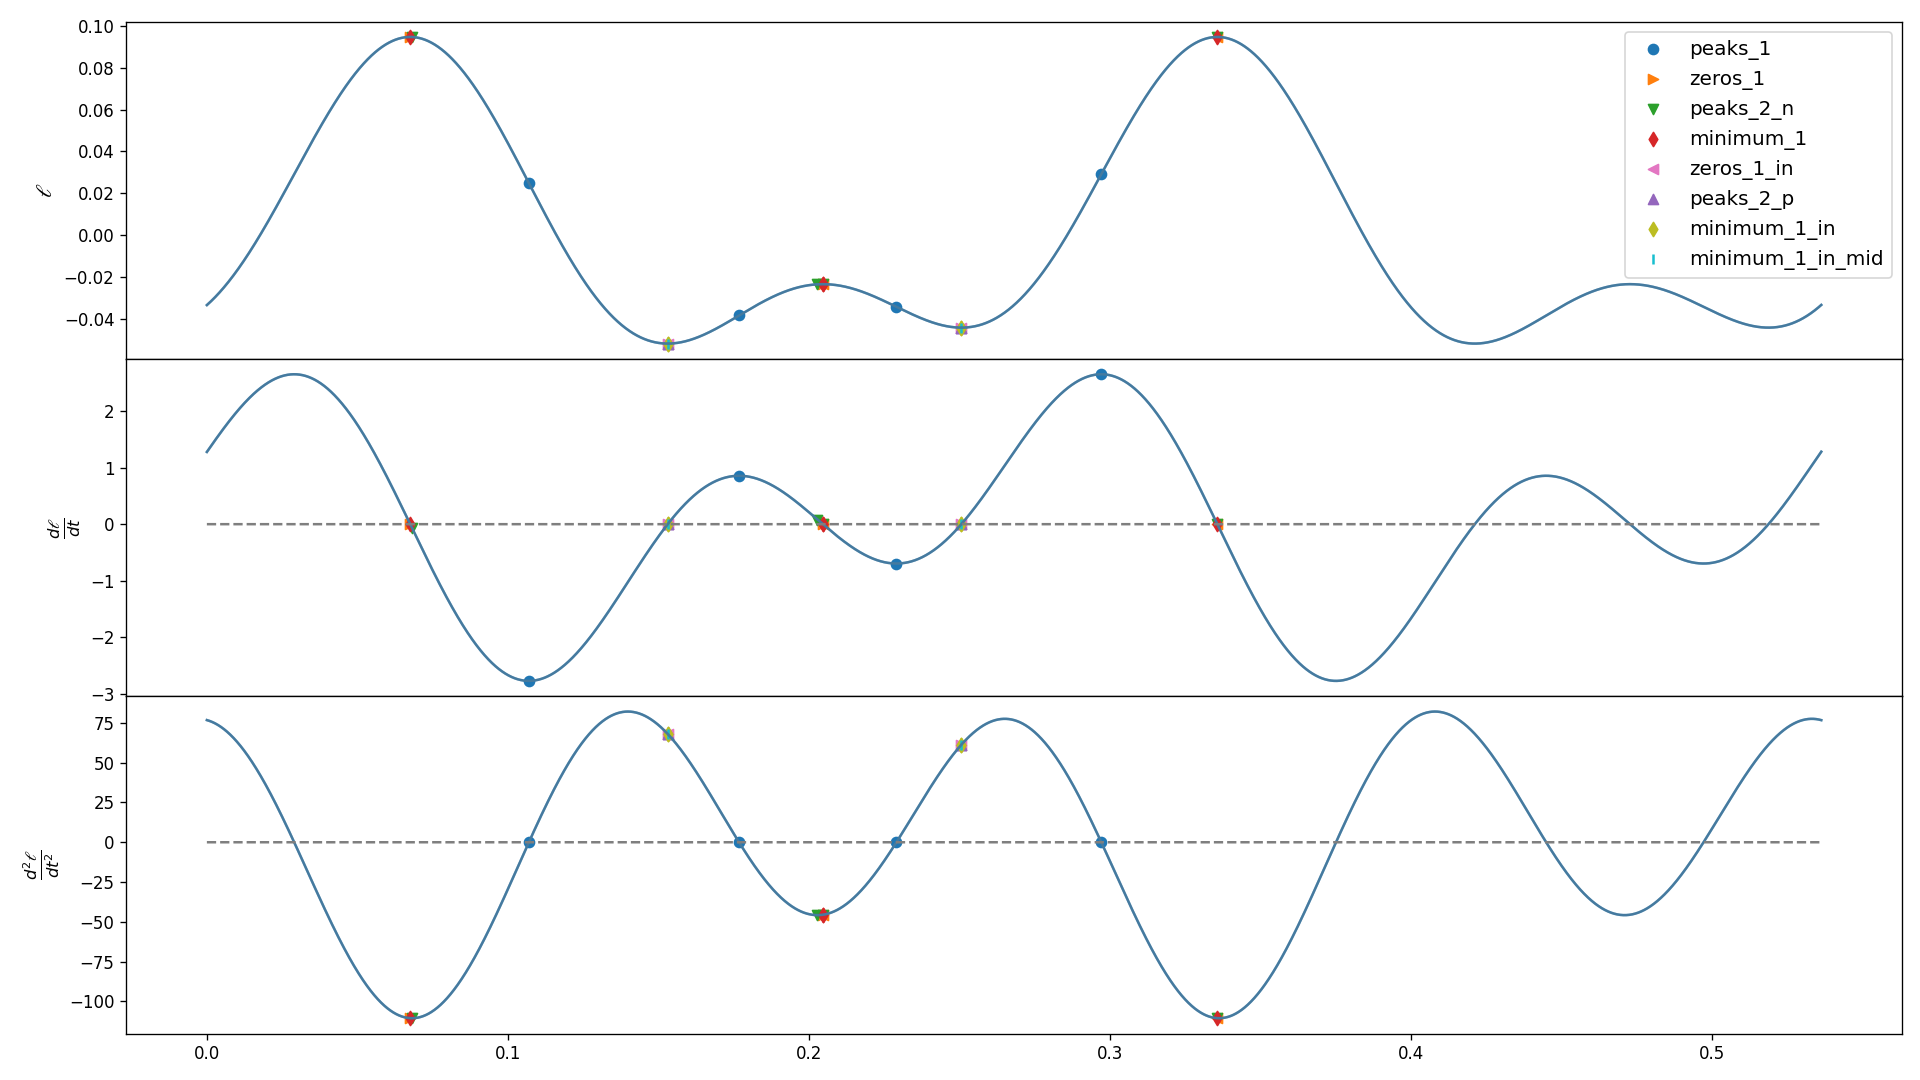 0.10
0.08
0.06
0.04
0.02
0.00
−0.02
−0.04
ℓ
peaks_1
zeros_1
peaks_2_n
minimum_1
zeros_1_in
peaks_2_p
minimum_1_in
minimum_1_in_mid
2
1
0
−1
−2
−3
dℓ
dt
75
50
25
0
−25
−50
−75
−100
d²ℓ
dt²
0.0 0.1 0.2 0.3 0.4 0.5